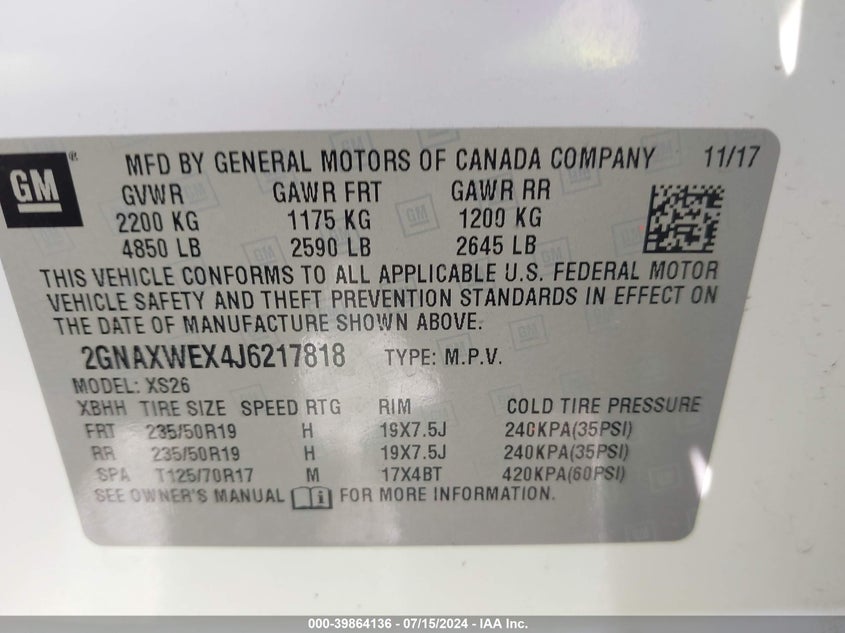 GM ® MFD BY GENERAL MOTORS OF CANADA COMPANY 11/17
GVWR GAWR FRT GAWR RR
2200 KG 1175 KG 1200 KG
4850 LB 2590 LB 2645 LB
THIS VEHICLE CONFORMS TO ALL APPLICABLE U.S. FEDERAL MOTOR
VEHICLE SAFETY AND THEFT PREVENTION STANDARDS IN EFFECT ON
THE DATE OF MANUFACTURE SHOWN ABOVE.
2GNAXWEX4J6217818 TYPE: M.P.V.
MODEL: XS26
XBHH TIRE SIZE SPEED RTG RIM COLD TIRE PRESSURE
FRT 235/50R19 H 19X7.5J 240KPA(35PSI)
RR 235/50R19 H 19X7.5J 240KPA(35PSI)
SPA T125/70R17 M 17X4BT 420KPA(60PSI)
SEE OWNER'S MANUAL FOR MORE INFORMATION.
000-39864136 - 07/15/2024 - IAA Inc.